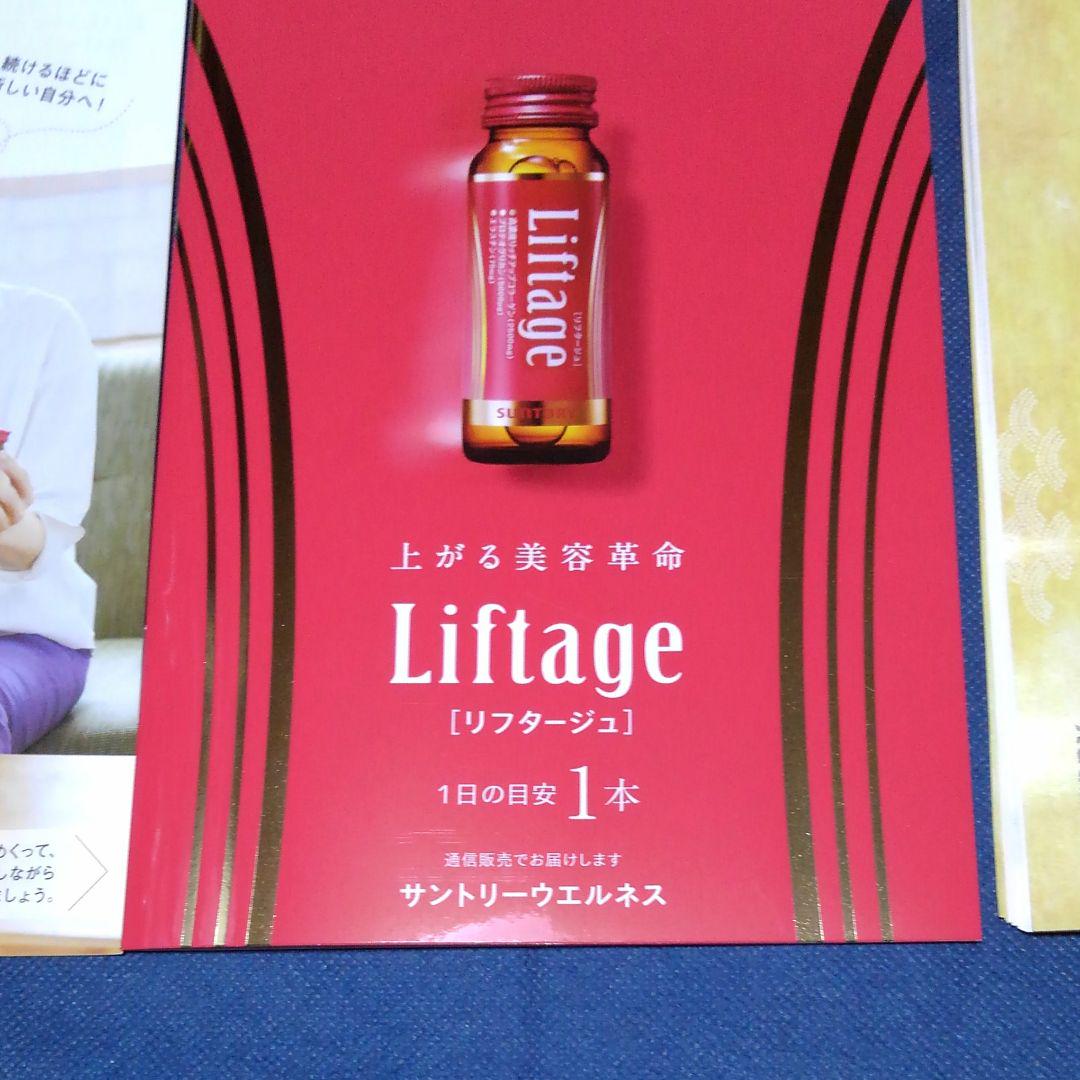 続けるほどに
しい自分へ！
Liftage
[リフタージュ]
SUNTORY
上がる美容革命
Liftage
[リフタージュ]
1日の目安 1本
通信販売でお届けします
サントリーウエルネス
めくって、
しながら
ましょう。